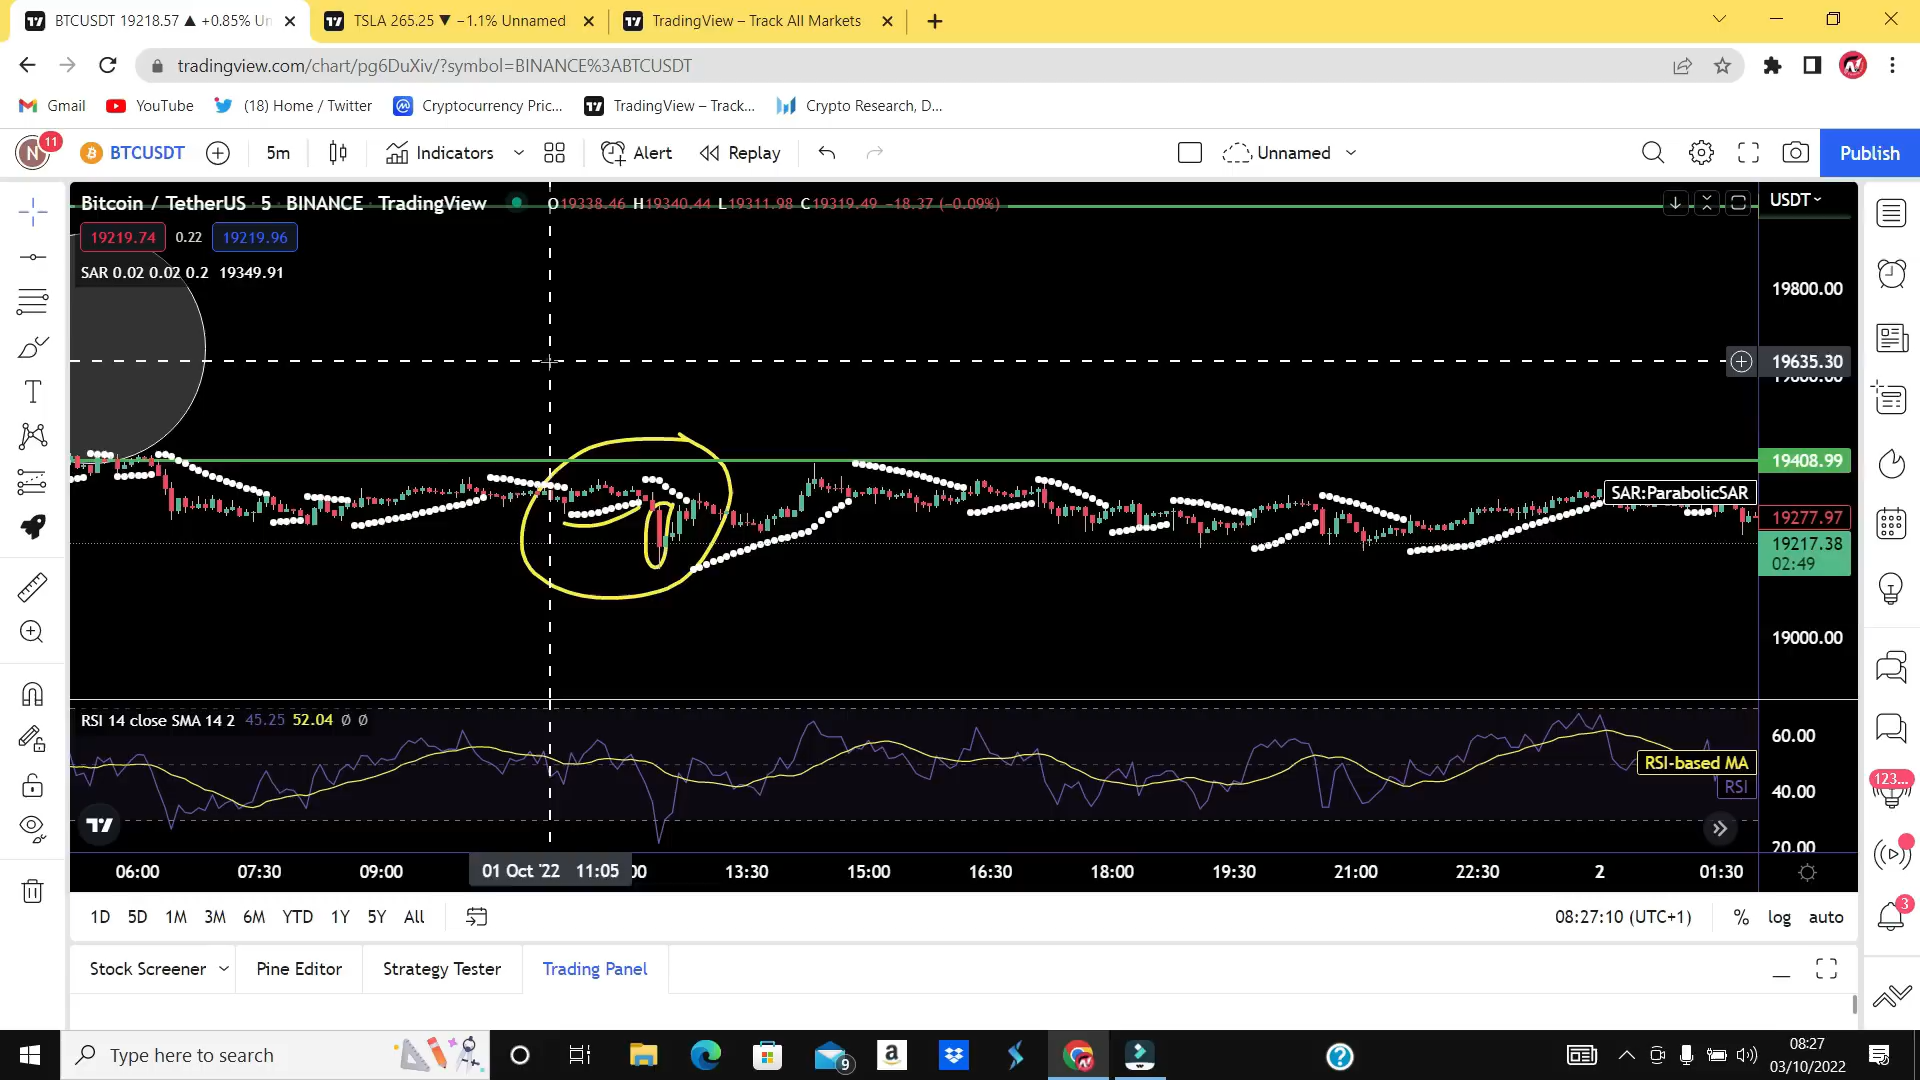 BTCUSDT 19218.57 ▲ +0.85% Un
TSLA 265.25 ▼ −1.1% Unnamed
TradingView – Track All Markets
tradingview.com/chart/pg6DuXiv/?symbol=BINANCE%3ABTCUSDT
Gmail
YouTube
(18) Home / Twitter
Cryptocurrency Pric...
TradingView – Track...
Crypto Research, D...
N
11
BTCUSDT
5m
Indicators
Alert
Replay
Unnamed
Publish
Bitcoin / TetherUS 5 BINANCE TradingView
O19338.46 H19340.44 L19311.98 C19319.49 −18.37 (−0.09%)
USDT
19219.74 0.22 19219.96
SAR 0.02 0.02 0.2 19349.91
19800.00
19635.30
19408.99
SAR:ParabolicSAR
19277.97
19217.38
02:49
19000.00
RSI 14 close SMA 14 2 45.25 52.04 Ø Ø
60.00
RSI-based MA
RSI
40.00
20.00
123...
06:00 07:30 09:00 01 Oct '22 11:05 13:30 15:00 16:30 18:00 19:30 21:00 22:30 2 01:30
1D 5D 1M 3M 6M YTD 1Y 5Y All
08:27:10 (UTC+1) % log auto
3
Stock Screener
Pine Editor
Strategy Tester
Trading Panel
Type here to search
9
08:27
03/10/2022